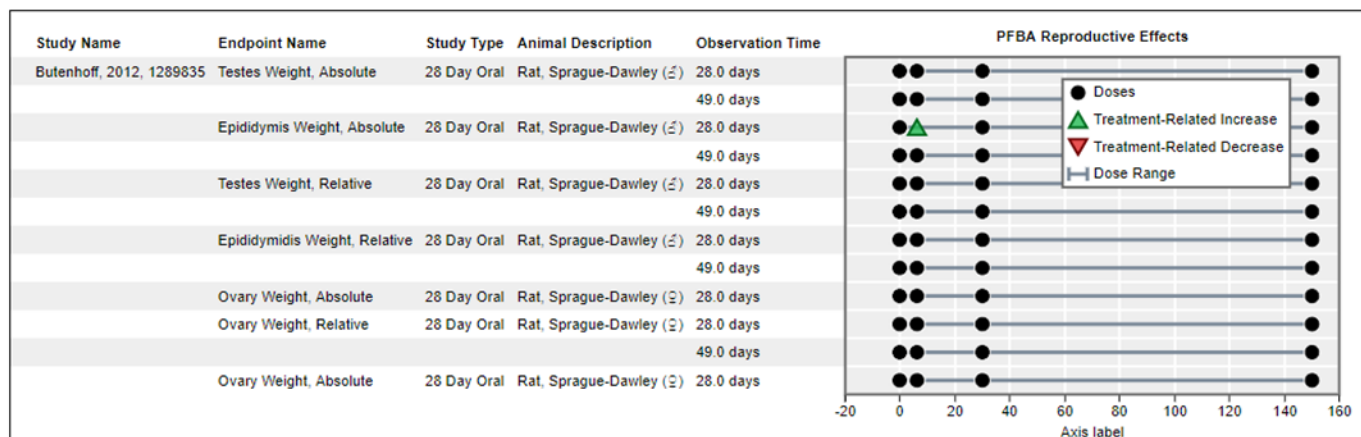 PFBA Reproductive Effects
Study Name Endpoint Name Study Type Animal Description Observation Time
Butenhoff, 2012, 1289835 Testes Weight, Absolute 28 Day Oral Rat, Sprague-Dawley (♂) 28.0 days
49.0 days
Epididymis Weight, Absolute 28 Day Oral Rat, Sprague-Dawley (♂) 28.0 days
49.0 days
Testes Weight, Relative 28 Day Oral Rat, Sprague-Dawley (♂) 28.0 days
49.0 days
Epididymidis Weight, Relative 28 Day Oral Rat, Sprague-Dawley (♂) 28.0 days
49.0 days
Ovary Weight, Absolute 28 Day Oral Rat, Sprague-Dawley (♀) 28.0 days
Ovary Weight, Relative 28 Day Oral Rat, Sprague-Dawley (♀) 28.0 days
49.0 days
Ovary Weight, Absolute 28 Day Oral Rat, Sprague-Dawley (♀) 28.0 days
Doses
Treatment-Related Increase
Treatment-Related Decrease
Dose Range
-20 0 20 40 60 80 100 120 140 160
Axis label